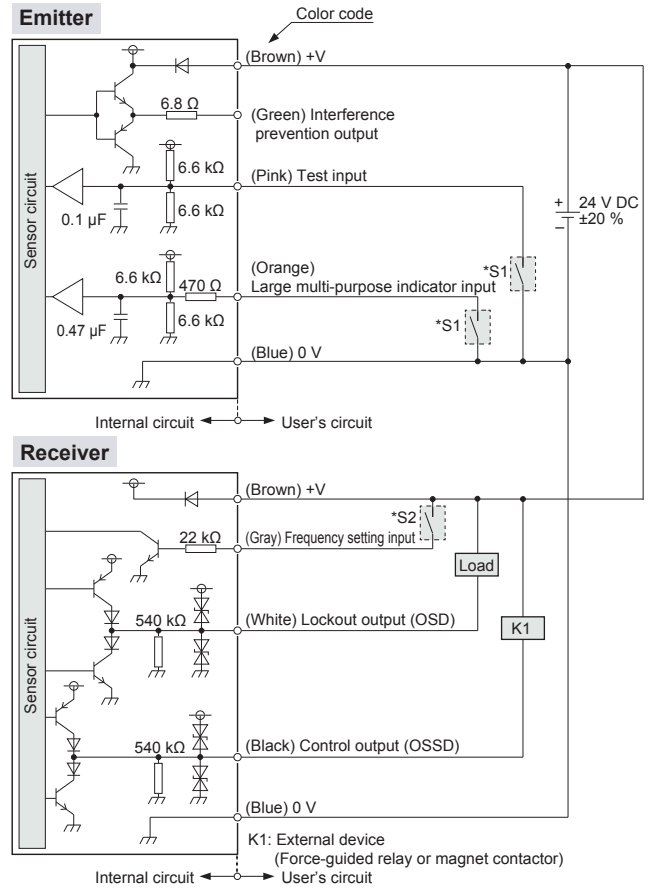 Emitter
Color code
(Brown) +V
6.8 Ω
(Green) Interference
prevention output
6.6 kΩ
(Pink) Test input
6.6 kΩ
0.1 µF
Sensor circuit
+
−
24 V DC
±20 %
*S1
(Orange)
Large multi-purpose indicator input
6.6 kΩ
470 Ω
6.6 kΩ
0.47 µF
*S1
(Blue) 0 V
Internal circuit
User's circuit
Receiver
(Brown) +V
*S2
22 kΩ
(Gray) Frequency setting input
Load
540 kΩ
(White) Lockout output (OSD)
K1
Sensor circuit
540 kΩ
(Black) Control output (OSSD)
(Blue) 0 V
K1: External device
(Force-guided relay or magnet contactor)
Internal circuit
User's circuit